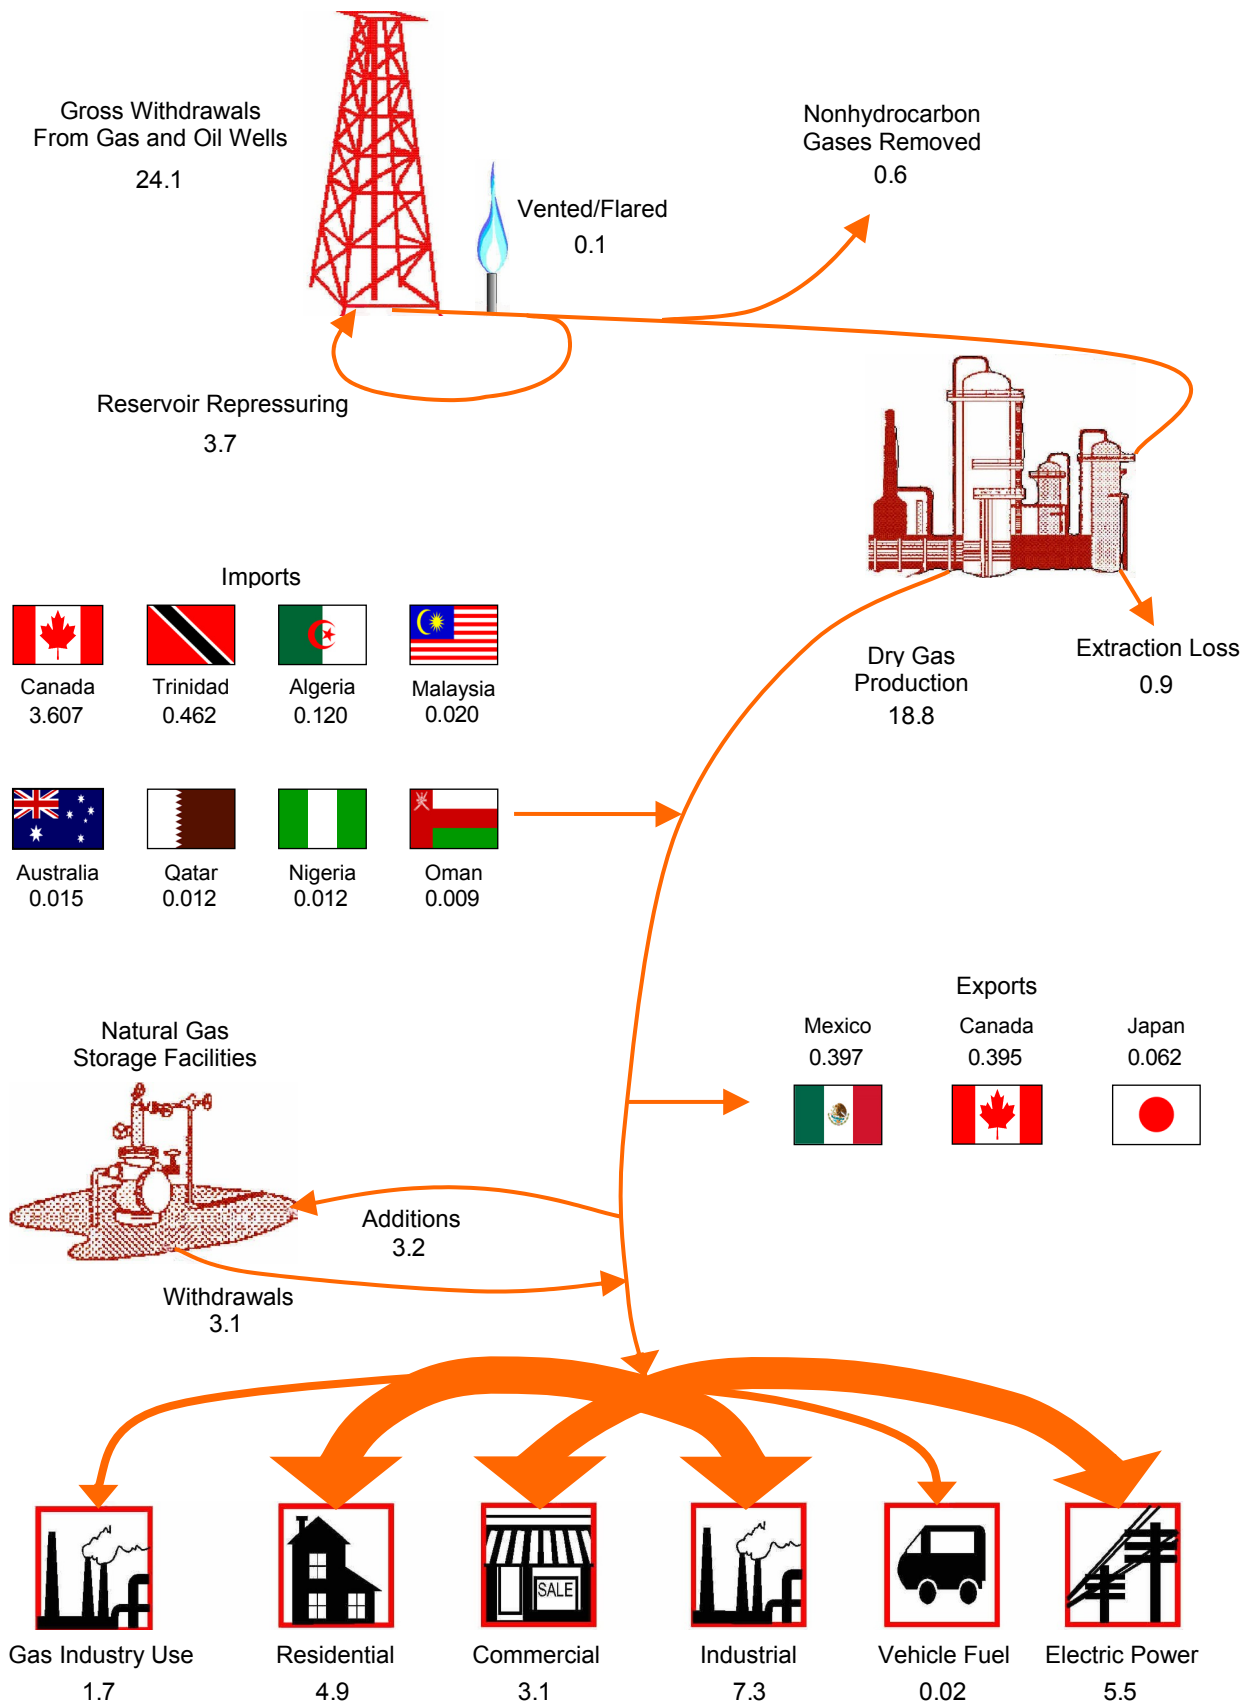 Gross Withdrawals
From Gas and Oil Wells
24.1
Vented/Flared
0.1
Nonhydrocarbon
Gases Removed
0.6
Reservoir Repressuring
3.7
Extraction Loss
0.9
Dry Gas
Production
18.8
Imports
Canada
3.607
Trinidad
0.462
Algeria
0.120
Malaysia
0.020
Australia
0.015
Qatar
0.012
Nigeria
0.012
Oman
0.009
Exports
Mexico
0.397
Canada
0.395
Japan
0.062
Natural Gas
Storage Facilities
Additions
3.2
Withdrawals
3.1
SALE
Gas Industry Use
1.7
Residential
4.9
Commercial
3.1
Industrial
7.3
Vehicle Fuel
0.02
Electric Power
5.5